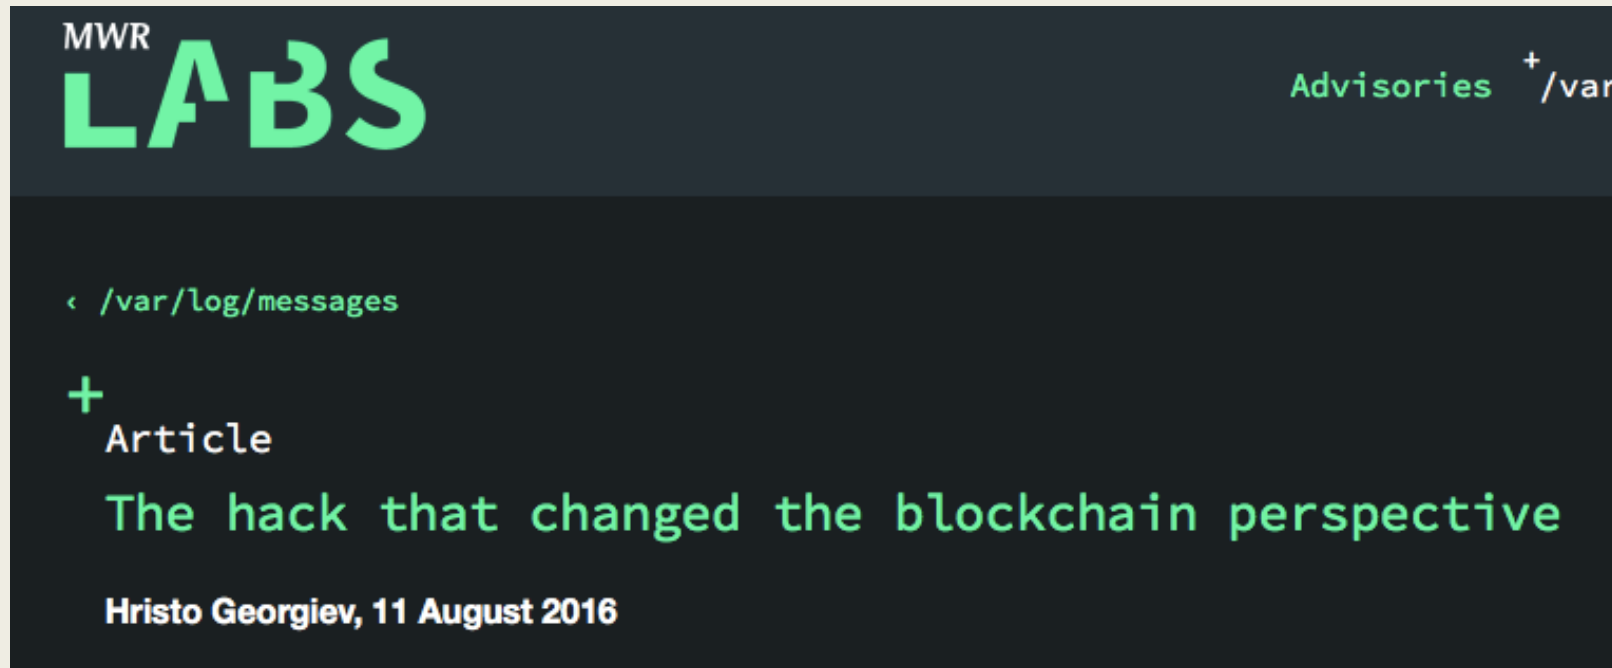 MWR
LABS
Advisories +/var
‹ /var/log/messages
+
Article
The hack that changed the blockchain perspective
Hristo Georgiev, 11 August 2016